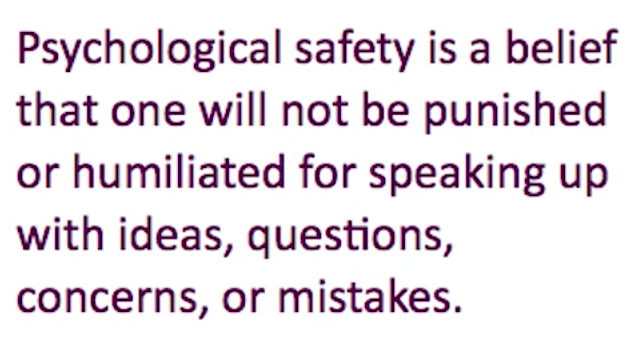 Psychological safety is a belief
that one will not be punished
or humiliated for speaking up
with ideas, questions,
concerns, or mistakes.